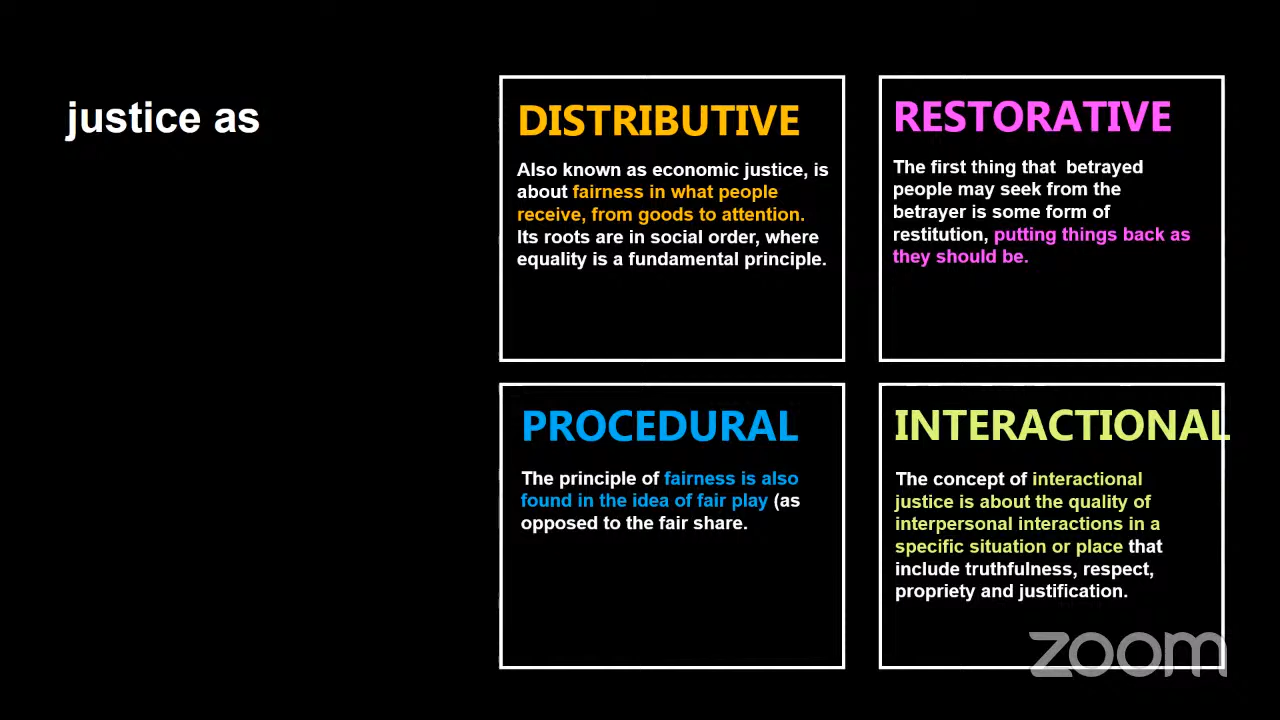 justice as
DISTRIBUTIVE
Also known as economic justice, is
about fairness in what people
receive, from goods to attention.
Its roots are in social order, where
equality is a fundamental principle.
RESTORATIVE
The first thing that  betrayed
people may seek from the
betrayer is some form of
restitution, putting things back as
they should be.
PROCEDURAL
The principle of fairness is also
found in the idea of fair play (as
opposed to the fair share.
INTERACTIONAL
The concept of interactional
justice is about the quality of
interpersonal interactions in a
specific situation or place that
include truthfulness, respect,
propriety and justification.
zoom